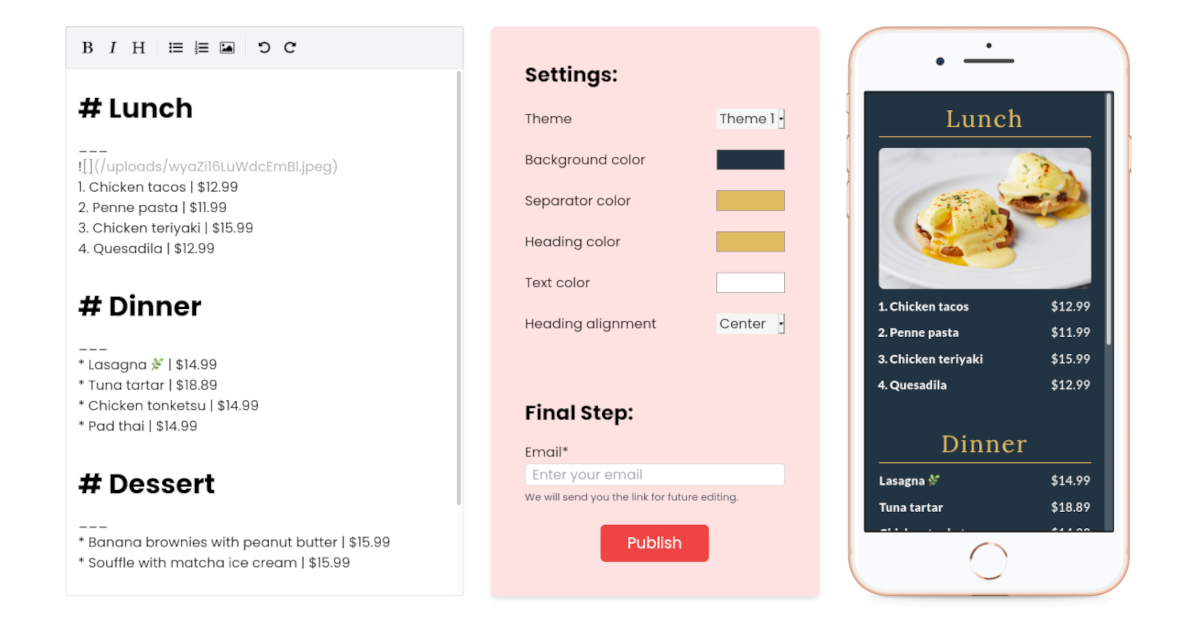 B I H
# Lunch
___
![](/uploads/wyaZi16LuWdcEmBl.jpeg)
1. Chicken tacos | $12.99
2. Penne pasta | $11.99
3. Chicken teriyaki | $15.99
4. Quesadila | $12.99
# Dinner
___
* Lasagna 🌿 | $14.99
* Tuna tartar | $18.89
* Chicken tonketsu | $14.99
* Pad thai | $14.99
# Dessert
___
* Banana brownies with peanut butter | $15.99
* Souffle with matcha ice cream | $15.99
Settings:
Theme Theme 1
Background color
Separator color
Heading color
Text color
Heading alignment Center
Final Step:
Email*
Enter your email
We will send you the link for future editing.
Publish
Lunch
1. Chicken tacos $12.99
2. Penne pasta $11.99
3. Chicken teriyaki $15.99
4. Quesadila $12.99
Dinner
Lasagna 🌿 $14.99
Tuna tartar $18.89